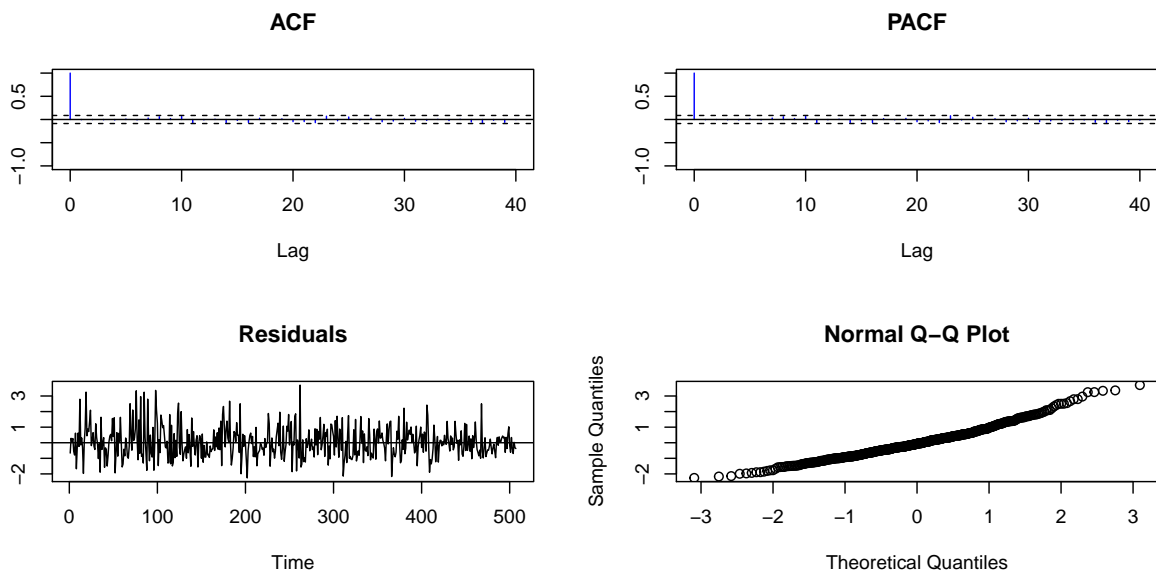 ACF
0.5
−1.0
0 10 20 30 40
Lag
PACF
0.5
−1.0
0 10 20 30 40
Lag
Residuals
3
1
−2
0 100 200 300 400 500
Time
Normal Q−Q Plot
Sample Quantiles
3
1
−2
−3 −2 −1 0 1 2 3
Theoretical Quantiles